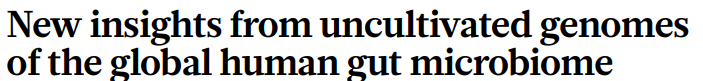 New insights from uncultivated genomes
of the global human gut microbiome